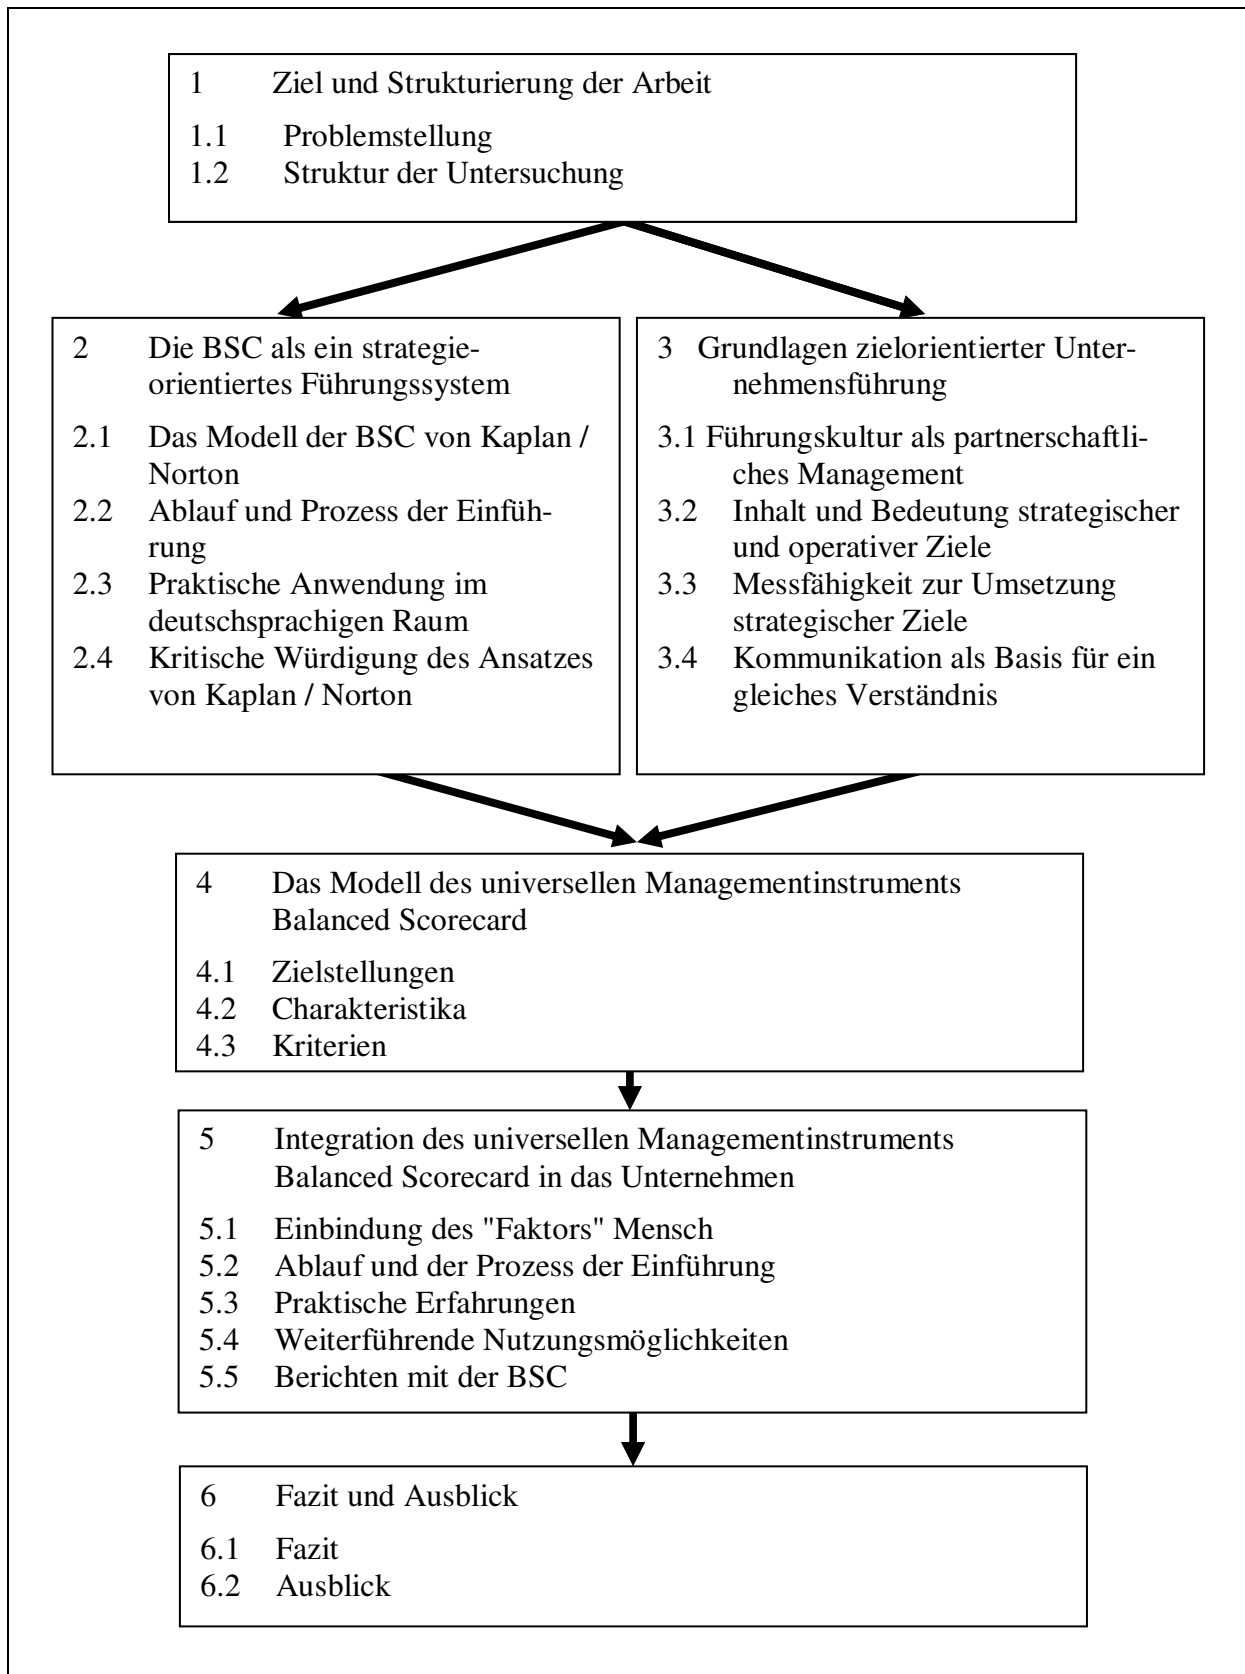 1 Ziel und Strukturierung der Arbeit
1.1 Problemstellung
1.2 Struktur der Untersuchung
2 Die BSC als ein strategie-
orientiertes Führungssystem
2.1 Das Modell der BSC von Kaplan /
Norton
2.2 Ablauf und Prozess der Einfüh-
rung
2.3 Praktische Anwendung im
deutschsprachigen Raum
2.4 Kritische Würdigung des Ansatzes
von Kaplan / Norton
3 Grundlagen zielorientierter Unter-
nehmensführung
3.1 Führungskultur als partnerschaftli-
ches Management
3.2 Inhalt und Bedeutung strategischer
und operativer Ziele
3.3 Messfähigkeit zur Umsetzung
strategischer Ziele
3.4 Kommunikation als Basis für ein
gleiches Verständnis
4 Das Modell des universellen Managementinstruments
Balanced Scorecard
4.1 Zielstellungen
4.2 Charakteristika
4.3 Kriterien
5 Integration des universellen Managementinstruments
Balanced Scorecard in das Unternehmen
5.1 Einbindung des "Faktors" Mensch
5.2 Ablauf und der Prozess der Einführung
5.3 Praktische Erfahrungen
5.4 Weiterführende Nutzungsmöglichkeiten
5.5 Berichten mit der BSC
6 Fazit und Ausblick
6.1 Fazit
6.2 Ausblick